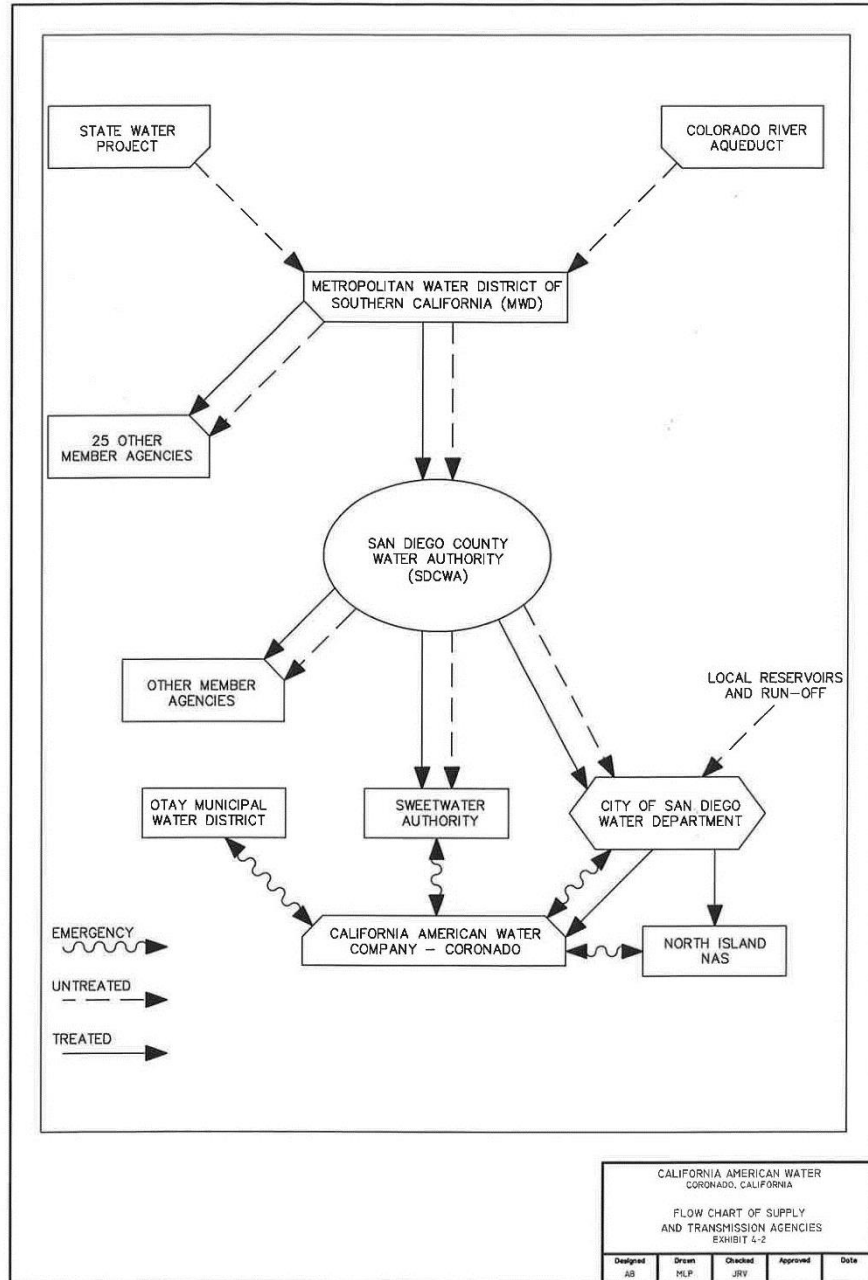 STATE WATER
PROJECT
COLORADO RIVER
AQUEDUCT
METROPOLITAN WATER DISTRICT OF
SOUTHERN CALIFORNIA (MWD)
25 OTHER
MEMBER AGENCIES
SAN DIEGO COUNTY
WATER AUTHORITY
(SDCWA)
OTHER MEMBER
AGENCIES
LOCAL RESERVOIRS
AND RUN-OFF
OTAY MUNICIPAL
WATER DISTRICT
SWEETWATER
AUTHORITY
CITY OF SAN DIEGO
WATER DEPARTMENT
CALIFORNIA AMERICAN WATER
COMPANY – CORONADO
NORTH ISLAND
NAS
EMERGENCY
UNTREATED
TREATED
CALIFORNIA AMERICAN WATER
CORONADO, CALIFORNIA
FLOW CHART OF SUPPLY
AND TRANSMISSION AGENCIES
EXHIBIT 4-2
Designed Drawn Checked Approved Date
AB MLP JRV